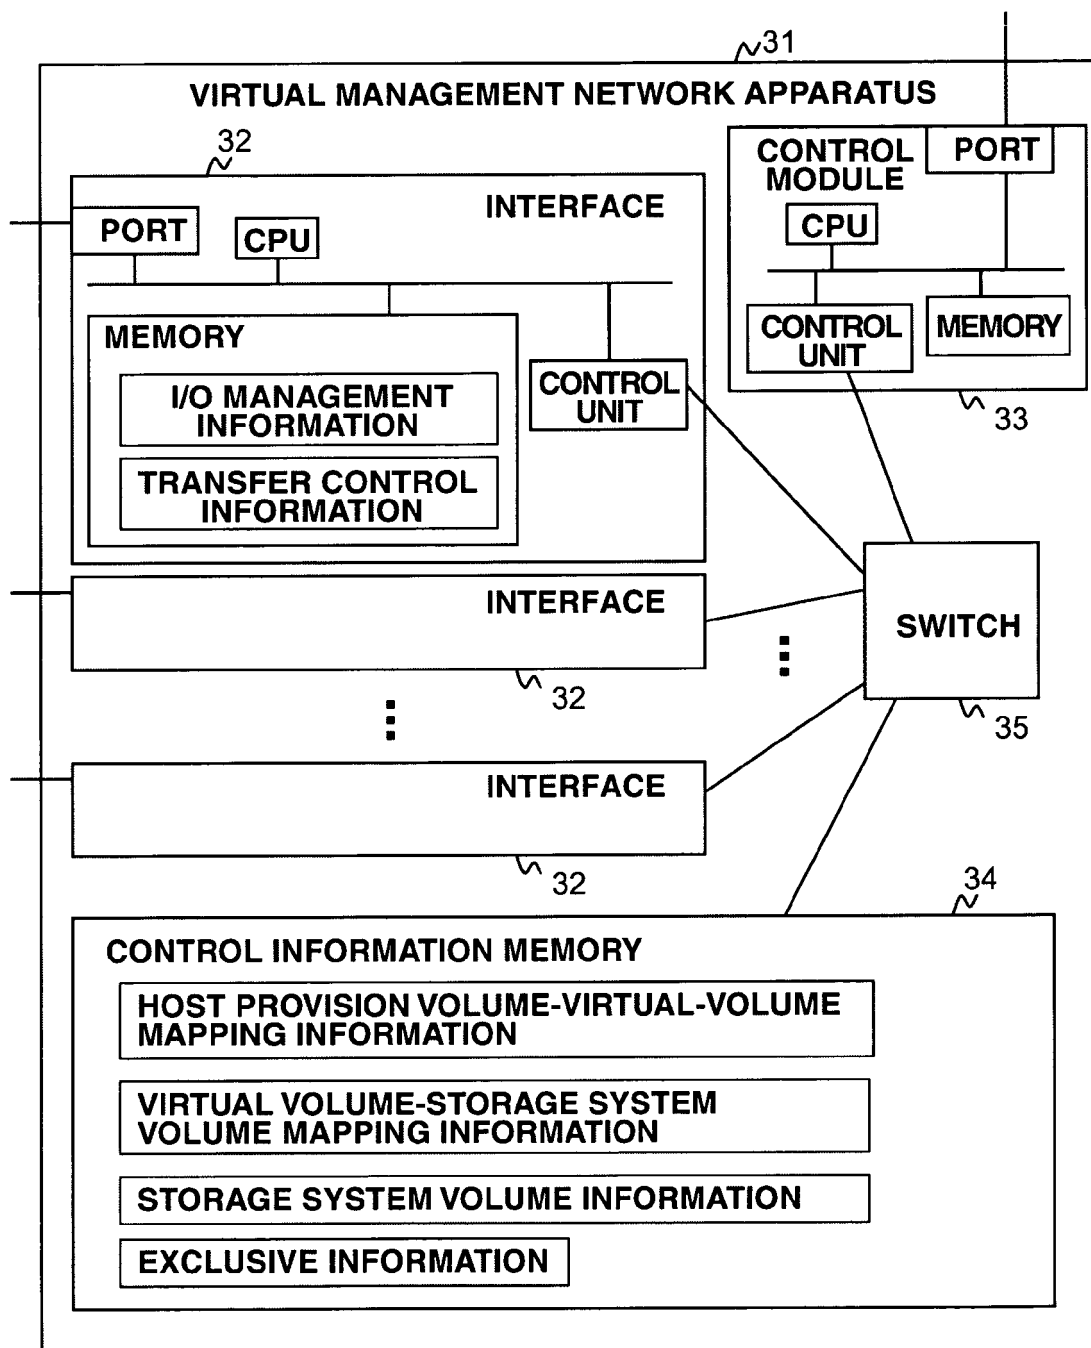 31
VIRTUAL MANAGEMENT NETWORK APPARATUS
32
INTERFACE
PORT
CPU
MEMORY
I/O MANAGEMENT
INFORMATION
TRANSFER CONTROL
INFORMATION
CONTROL
UNIT
CONTROL
MODULE
PORT
CPU
CONTROL
UNIT
MEMORY
33
INTERFACE
32
INTERFACE
32
SWITCH
35
34
CONTROL INFORMATION MEMORY
HOST PROVISION VOLUME-VIRTUAL-VOLUME
MAPPING INFORMATION
VIRTUAL VOLUME-STORAGE SYSTEM
VOLUME MAPPING INFORMATION
STORAGE SYSTEM VOLUME INFORMATION
EXCLUSIVE INFORMATION